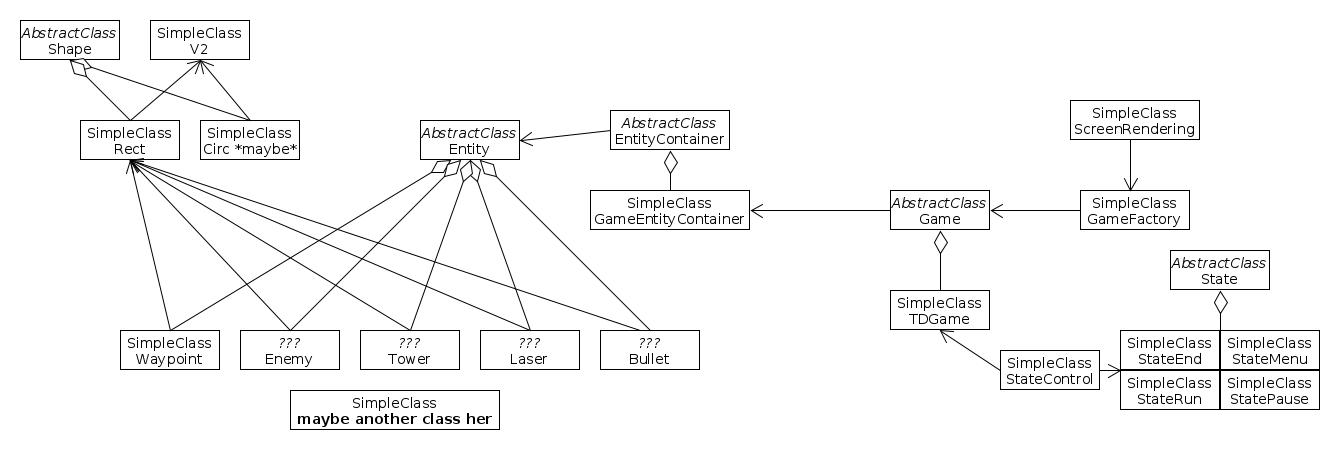 AbstractClass
Shape
SimpleClass
V2
SimpleClass
Rect
SimpleClass
Circ *maybe*
AbstractClass
Entity
AbstractClass
EntityContainer
SimpleClass
GameEntityContainer
SimpleClass
ScreenRendering
AbstractClass
Game
SimpleClass
GameFactory
AbstractClass
State
SimpleClass
TDGame
SimpleClass
StateControl
SimpleClass
StateEnd
SimpleClass
StateMenu
SimpleClass
StateRun
SimpleClass
StatePause
SimpleClass
Waypoint
???
Enemy
???
Tower
???
Laser
???
Bullet
SimpleClass
maybe another class her